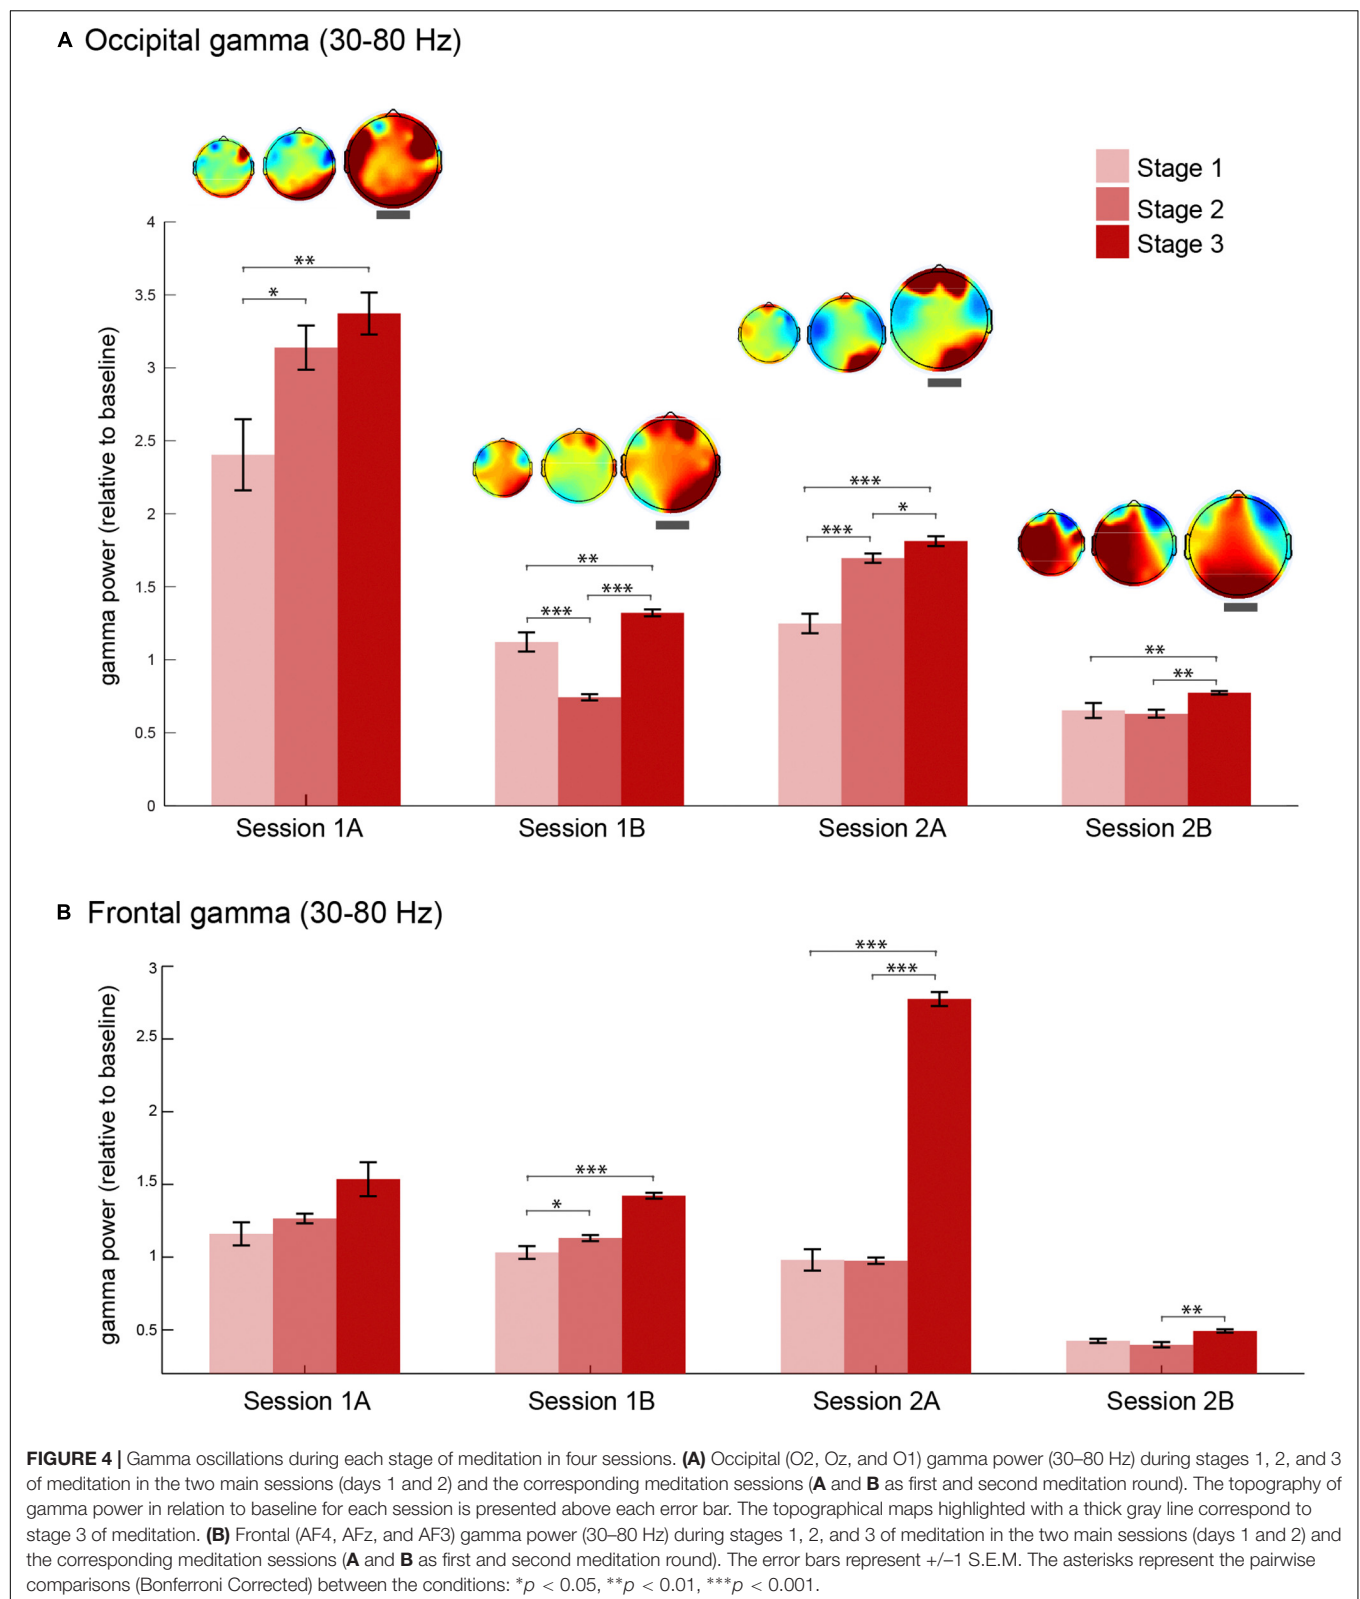 A Occipital gamma (30-80 Hz)
Stage 1
Stage 2
Stage 3
gamma power (relative to baseline)
4
3.5
3
2.5
2
1.5
1
0.5
0
**
*
**
***
***
***
*
***
**
**
Session 1A
Session 1B
Session 2A
Session 2B
B Frontal gamma (30-80 Hz)
gamma power (relative to baseline)
3
2.5
2
1.5
1
0.5
***
*
***
***
**
Session 1A
Session 1B
Session 2A
Session 2B
FIGURE 4 | Gamma oscillations during each stage of meditation in four sessions. (A) Occipital (O2, Oz, and O1) gamma power (30–80 Hz) during stages 1, 2, and 3
of meditation in the two main sessions (days 1 and 2) and the corresponding meditation sessions (A and B as first and second meditation round). The topography of
gamma power in relation to baseline for each session is presented above each error bar. The topographical maps highlighted with a thick gray line correspond to
stage 3 of meditation. (B) Frontal (AF4, AFz, and AF3) gamma power (30–80 Hz) during stages 1, 2, and 3 of meditation in the two main sessions (days 1 and 2) and
the corresponding meditation sessions (A and B as first and second meditation round). The error bars represent +/–1 S.E.M. The asterisks represent the pairwise
comparisons (Bonferroni Corrected) between the conditions: *p < 0.05, **p < 0.01, ***p < 0.001.